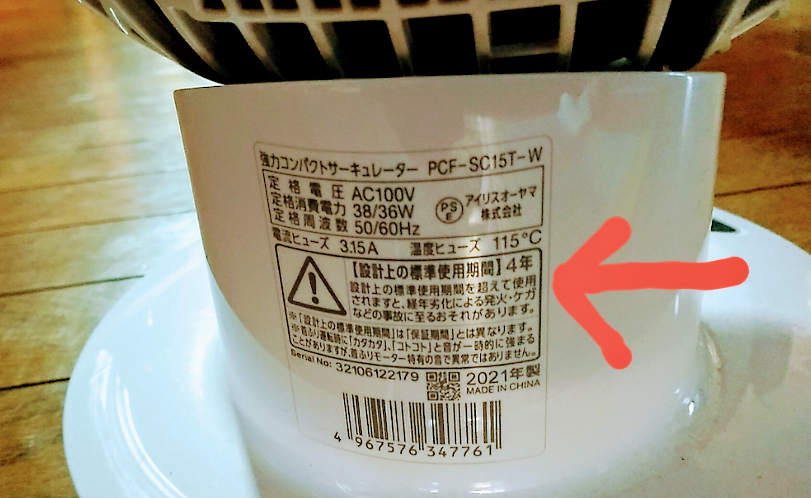 強力コンパクトサーキュレーター PCF-SC15T-W
定格電圧 AC100V
定格消費電力 38/36W
定格周波数 50/60Hz
PS
E
アイリスオーヤマ
株式会社
電流ヒューズ 3.15A 温度ヒューズ 115°C
【設計上の標準使用期間】4年
設計上の標準使用期間を超えて使用
されますと、経年劣化による発火・ケガ
などの事故に至るおそれがあります。
※「設計上の標準使用期間」は「保証期間」とは異なります。
※首ふり運転時に「カタカタ」、「コトコト」と音が一時的に強まる
ことがありますが、首ふりモーター特有の音で異常ではありません。
Serial No: 32106122179
2021年製
MADE IN CHINA
4 967576 347761